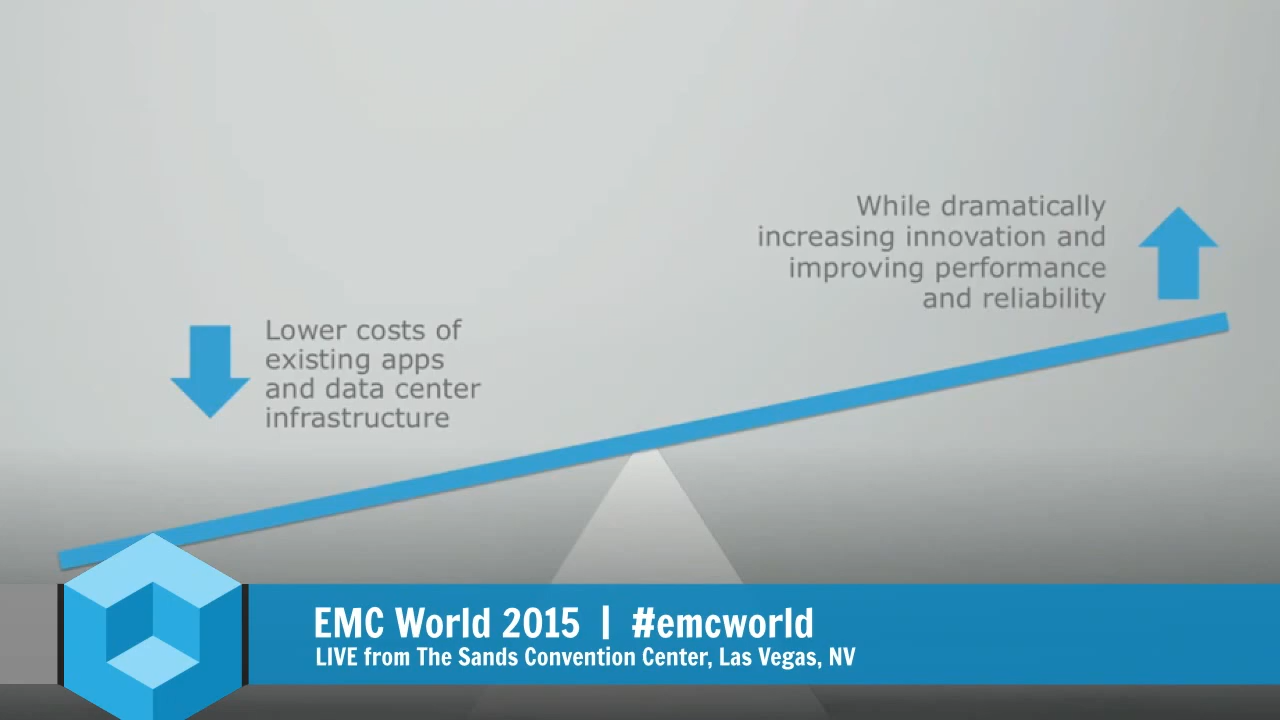 While dramatically
increasing innovation and
improving performance
and reliability
Lower costs of
existing apps
and data center
infrastructure
EMC World 2015 | #emcworld
LIVE from The Sands Convention Center, Las Vegas, NV